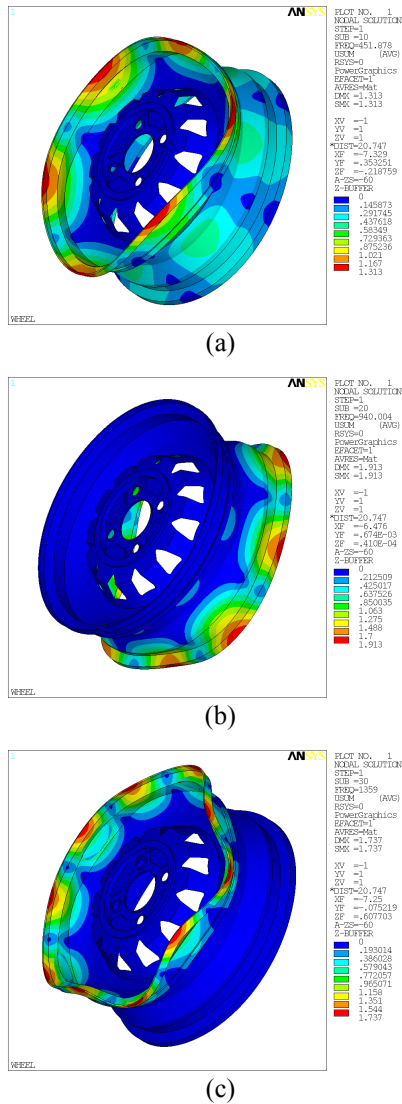 1
ANSYS
PLOT NO. 1
NODAL SOLUTION
STEP=1
SUB =10
FREQ=451.878
USUM (AVG)
RSYS=0
PowerGraphics
EFACET=1
AVRES=Mat
DMX =1.313
SMX =1.313
XV =-1
YV =1
ZV =1
*DIST=20.747
XF =-7.329
YF =.353251
ZF =-.218759
A-ZS=-60
Z-BUFFER
0
.145873
.291745
.437618
.58349
.729363
.875236
1.021
1.167
1.313
WHEEL
(a)
1
ANSYS
PLOT NO. 1
NODAL SOLUTION
STEP=1
SUB =20
FREQ=940.004
USUM (AVG)
RSYS=0
PowerGraphics
EFACET=1
AVRES=Mat
DMX =1.913
SMX =1.913
XV =-1
YV =1
ZV =1
*DIST=20.747
XF =-6.476
YF =.674E-03
ZF =.410E-04
A-ZS=-60
Z-BUFFER
0
.212509
.425017
.637526
.850035
1.063
1.275
1.488
1.7
1.913
WHEEL
(b)
1
ANSYS
PLOT NO. 1
NODAL SOLUTION
STEP=1
SUB =30
FREQ=1359
USUM (AVG)
RSYS=0
PowerGraphics
EFACET=1
AVRES=Mat
DMX =1.737
SMX =1.737
XV =-1
YV =1
ZV =1
*DIST=20.747
XF =-7.25
YF =-.075219
ZF =.607703
A-ZS=-60
Z-BUFFER
0
.193014
.386028
.579043
.772057
.965071
1.158
1.351
1.544
1.737
WHEEL
(c)